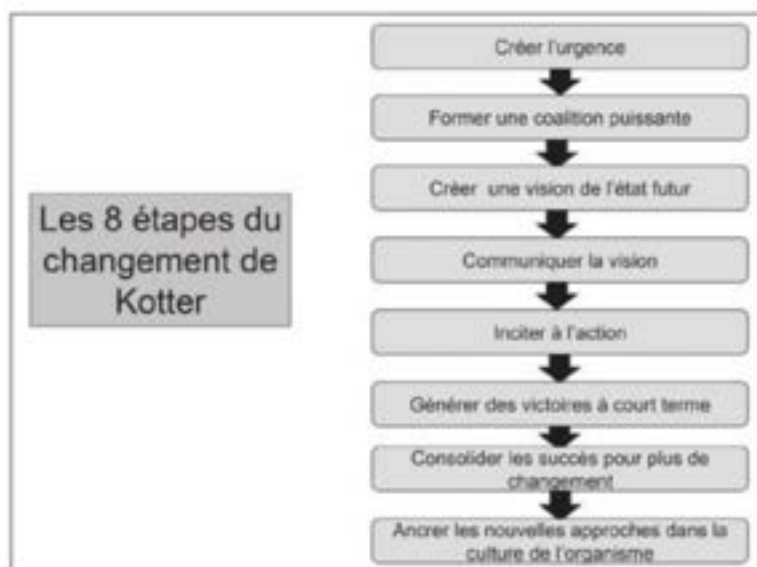 Les 8 étapes du
changement de
Kotter
Créer l'urgence
Former une coalition puissante
Créer une vision de l'état futur
Communiquer la vision
Inciter à l'action
Générer des victoires à court terme
Consolider les succès pour plus de
changement
Ancrer les nouvelles approches dans la
culture de l'organisme